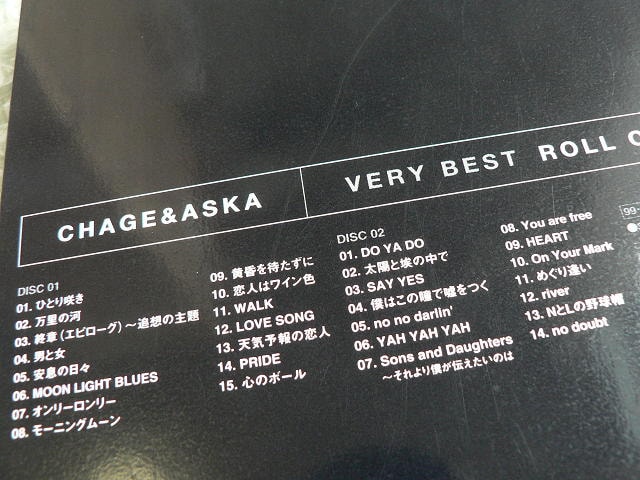 CHAGE&ASKA
VERY BEST ROLL
DISC 01
01. ひとり咲き
02. 万里の河
03. 終章(エピローグ)~追想の主題
04. 男と女
05. 安息の日々
06. MOON LIGHT BLUES
07. オンリーロンリー
08. モーニングムーン
09. 黄昏を待たずに
10. 恋人はワイン色
11. WALK
12. LOVE SONG
13. 天気予報の恋人
14. PRIDE
15. 心のボール
DISC 02
01. DO YA DO
02. 太陽と埃の中で
03. SAY YES
04. 僕はこの瞳で嘘をつく
05. no no darlin'
06. YAH YAH YAH
07. Sons and Daughters
~それより僕が伝えたいのは
08. You are free
09. HEART
10. On Your Mark
11. めぐり逢い
12. river
13. NとLの野球帽
14. no doubt
99-